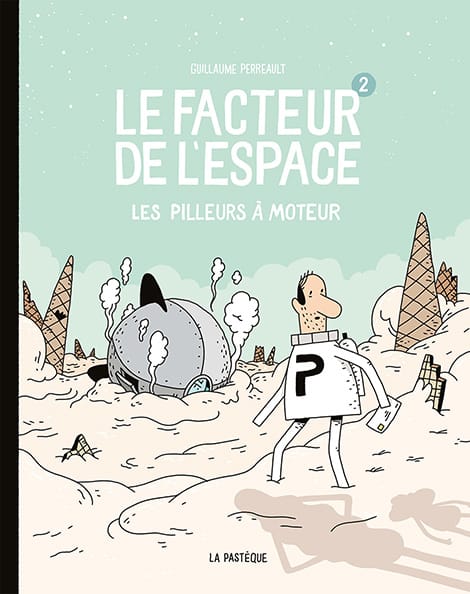 GUILLAUME PERREAULT
2
LE FACTEUR
DE L'ESPACE
LES PILLEURS À MOTEUR
P
LA PASTÈQUE